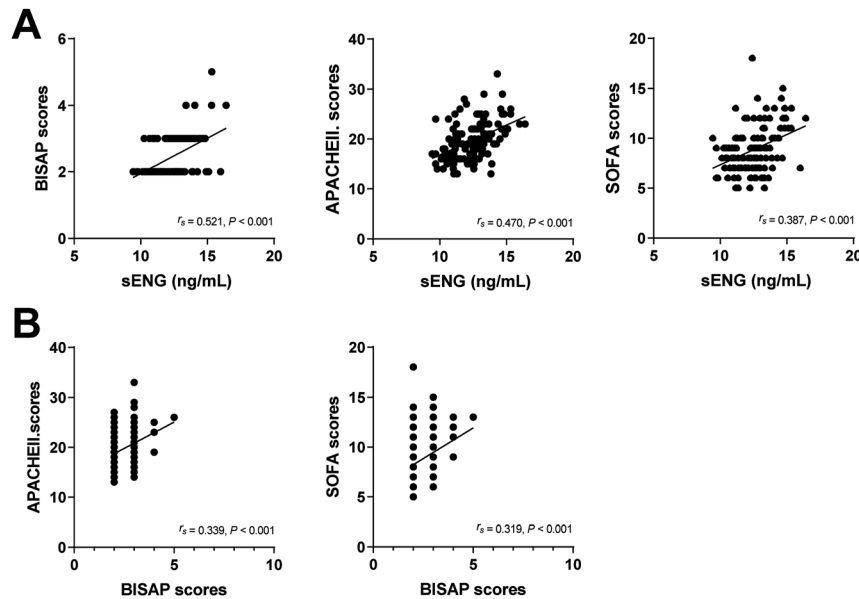 A
BISAP scores
6
4
2
0
5
10
15
20
sENG (ng/mL)
rs = 0.521, P < 0.001
APACHEII. scores
40
30
20
10
0
5
10
15
20
sENG (ng/mL)
rs = 0.470, P < 0.001
SOFA scores
20
15
10
5
0
5
10
15
20
sENG (ng/mL)
rs = 0.387, P < 0.001
B
APACHEII.scores
40
30
20
10
0
0
5
10
BISAP scores
rs = 0.339, P < 0.001
SOFA scores
20
15
10
5
0
0
5
10
BISAP scores
rs = 0.319, P < 0.001